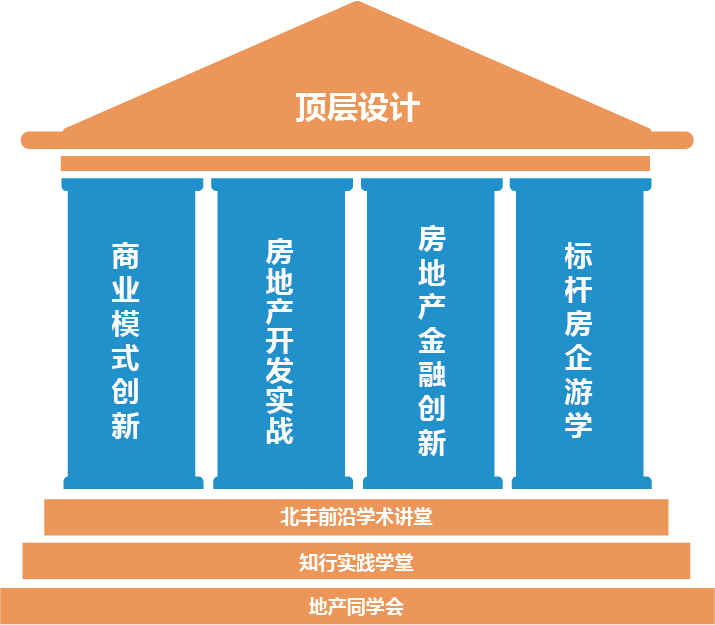 顶层设计
商业模式创新
房地产开发实战
房地产金融创新
标杆房企游学
北丰前沿学术讲堂
知行实践学堂
地产同学会